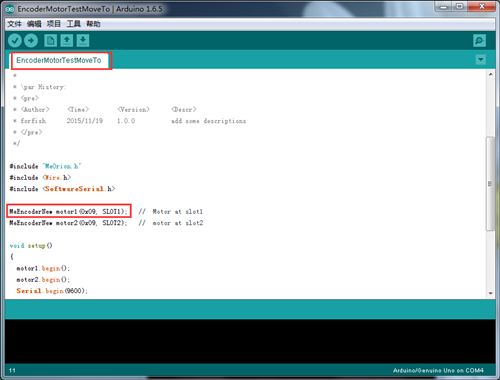 EncoderMotorTestMoveTo | Arduino 1.6.5
文件 编辑 项目 工具 帮助
EncoderMotorTestMoveTo
*
* \par History:
* <pre>
* <Author> <Time> <Version> <Descr>
* forfish 2015/11/19 1.0.0 add some descriptions
* </pre>
*/
#include "MeOrion.h"
#include <Wire.h>
#include <SoftwareSerial.h>
MeEncoderNew motor1(0x09, SLOT1); // Motor at slot1
MeEncoderNew motor2(0x09, SLOT2); // motor at slot2
void setup()
{
motor1.begin();
motor2.begin();
Serial.begin(9600);
11
Arduino/Genuino Uno on COM4